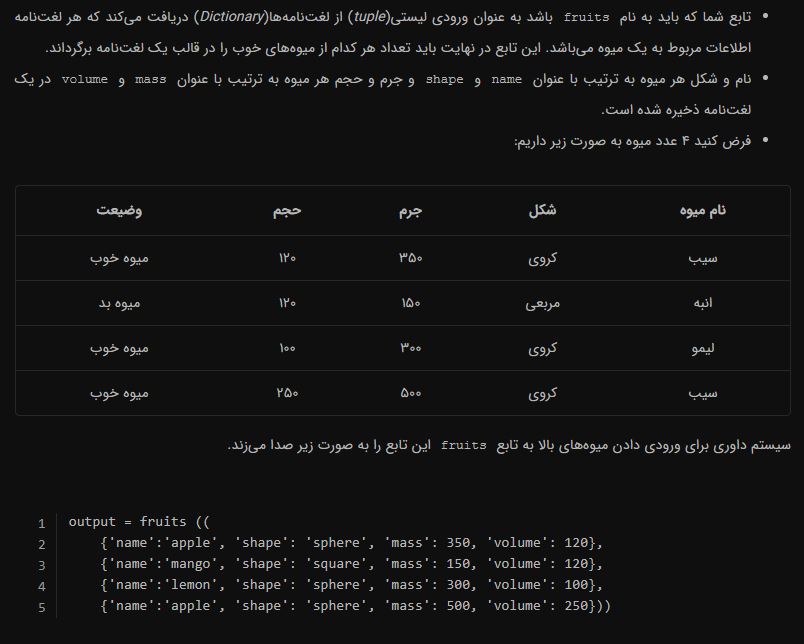 تابع شما که باید به نام fruits باشد به عنوان ورودی لیستی(tuple) از لغت‌نامه‌ها(Dictionary) دریافت می‌کند که هر لغت‌نامه
اطلاعات مربوط به یک میوه می‌باشد. این تابع در نهایت باید تعداد هر کدام از میوه‌های خوب را در قالب یک لغت‌نامه برگرداند.
نام و شکل هر میوه به ترتیب با عنوان name و shape و جرم و حجم هر میوه به ترتیب با عنوان mass و volume در یک
لغت‌نامه ذخیره شده است.
فرض کنید ۴ عدد میوه به صورت زیر داریم:
نام میوه شکل جرم حجم وضیعت
سیب کروی ۳۵۰ ۱۲۰ میوه خوب
انبه مربعی ۱۵۰ ۱۲۰ میوه بد
لیمو کروی ۳۰۰ ۱۰۰ میوه خوب
سیب کروی ۵۰۰ ۲۵۰ میوه خوب
سیستم داوری برای ورودی دادن میوه‌های بالا به تابع fruits این تابع را به صورت زیر صدا می‌زند.
1 output = fruits ((
2 {'name':'apple', 'shape': 'sphere', 'mass': 350, 'volume': 120},
3 {'name':'mango', 'shape': 'square', 'mass': 150, 'volume': 120},
4 {'name':'lemon', 'shape': 'sphere', 'mass': 300, 'volume': 100},
5 {'name':'apple', 'shape': 'sphere', 'mass': 500, 'volume': 250}))